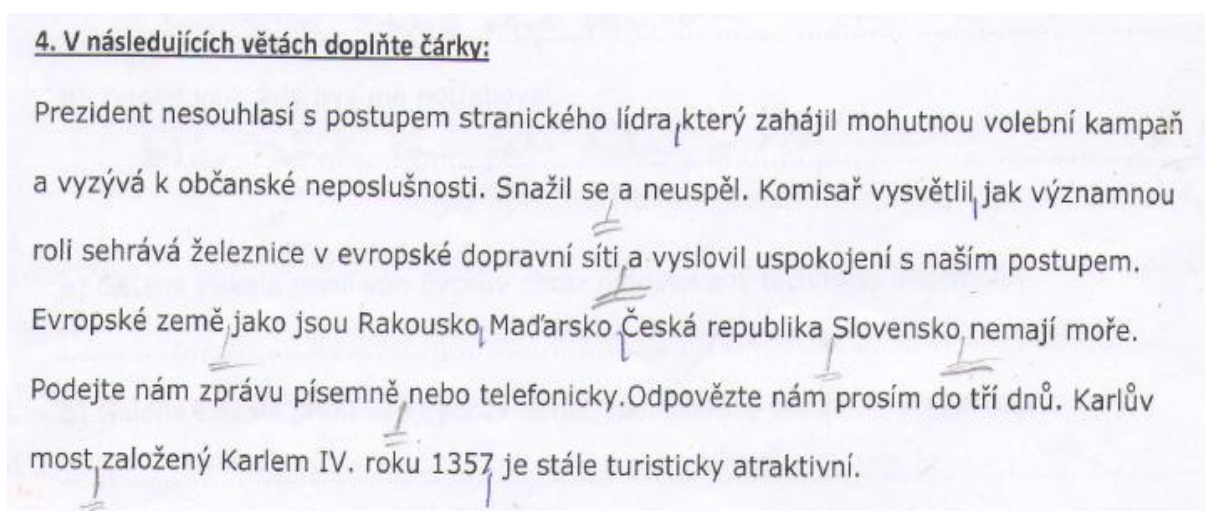 4. V následujících větách doplňte čárky:
Prezident nesouhlasí s postupem stranického lídra,který zahájil mohutnou volební kampaň
a vyzývá k občanské neposlušnosti. Snažil se, a neuspěl. Komisař vysvětlil,jak významnou
roli sehrává železnice v evropské dopravní síti,a vyslovil uspokojení s naším postupem.
Evropské země,jako jsou Rakousko,Maďarsko,Česká republika,Slovensko,nemají moře.
Podejte nám zprávu písemně,nebo telefonicky.Odpovězte nám prosím do tří dnů. Karlův
most,založený Karlem IV. roku 1357,je stále turisticky atraktivní.